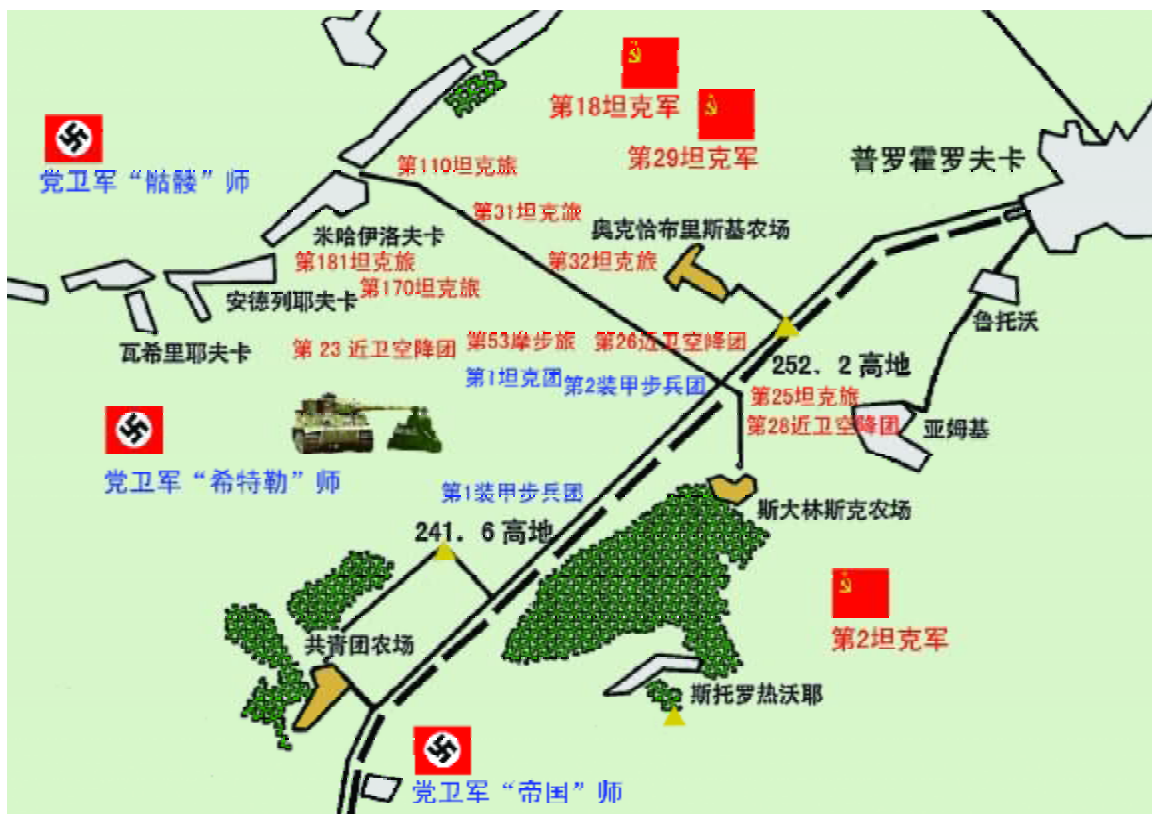 第18坦克军
第29坦克军
普罗霍罗夫卡
党卫军“骷髅”师
第110坦克旅
第31坦克旅
米哈伊洛夫卡
奥克恰布里斯基农场
第181坦克旅
第32坦克旅
第170坦克旅
安德列耶夫卡
鲁托沃
瓦希里耶夫卡
第 23 近卫空降团
第53摩步旅
第26近卫空降团
252．2 高地
第1坦克团
第2装甲步兵团
第25坦克旅
第28近卫空降团
亚姆基
党卫军“希特勒”师
第1装甲步兵团
斯大林斯克农场
241．6 高地
共青团农场
第2坦克军
斯托罗热沃耶
党卫军“帝国”师